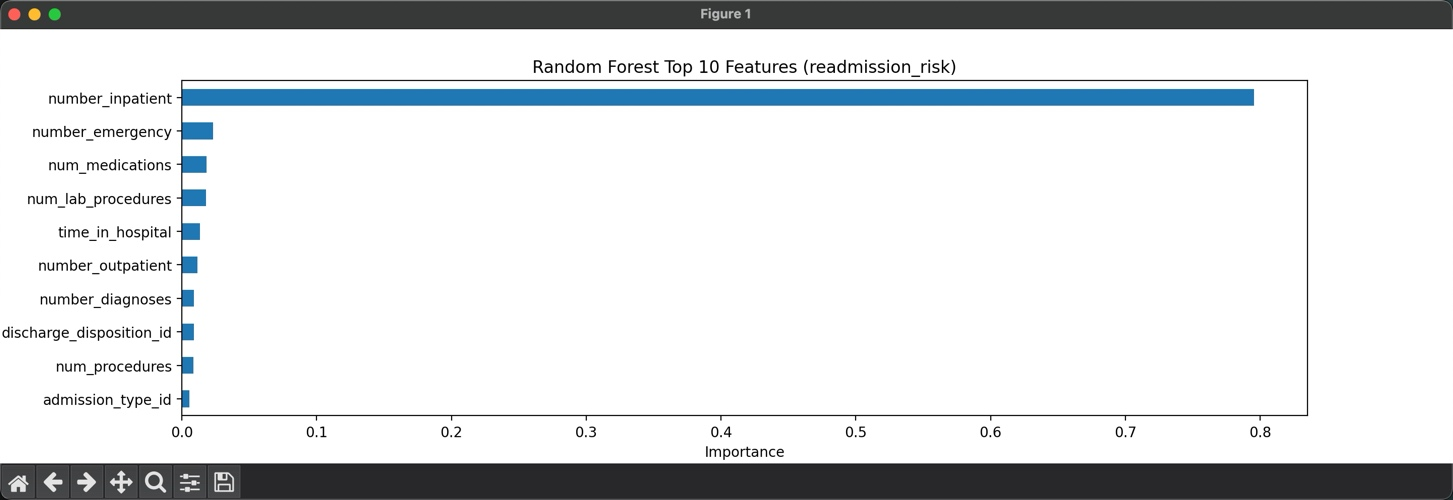 Figure 1
Random Forest Top 10 Features (readmission_risk)
number_inpatient
number_emergency
num_medications
num_lab_procedures
time_in_hospital
number_outpatient
number_diagnoses
discharge_disposition_id
num_procedures
admission_type_id
0.0 0.1 0.2 0.3 0.4 0.5 0.6 0.7 0.8
Importance